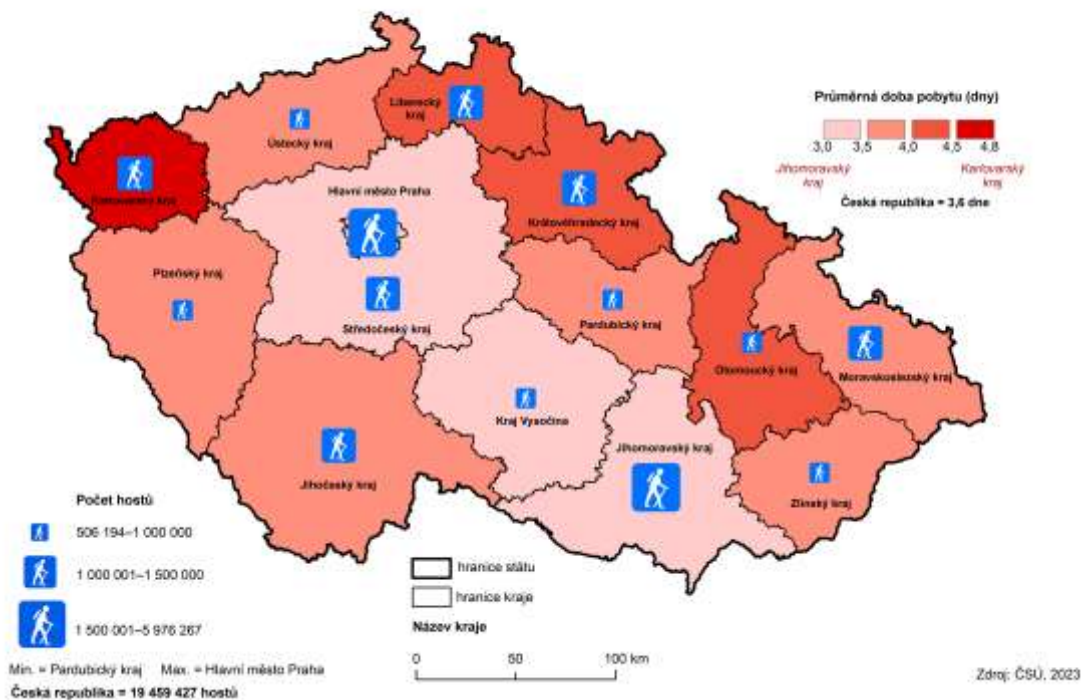 Liberecký
kraj
Ústecký kraj
Karlovarský kraj
Hlavní město Praha
Královéhradecký kraj
Plzeňský kraj
Středočeský kraj
Pardubický kraj
Olomoucký kraj
Moravskoslezský kraj
Kraj Vysočina
Jihomoravský kraj
Jihočeský kraj
Zlínský kraj
Průměrná doba pobytu (dny)
3,0 3,5 4,0 4,5 4,8
Jihomoravský
kraj
Karlovarský
kraj
Česká republika = 3,6 dne
Počet hostů
506 194–1 000 000
1 000 001–1 500 000
1 500 001–5 976 267
Min. = Pardubický kraj Max. = Hlavní město Praha
Česká republika = 19 459 427 hostů
hranice státu
hranice kraje
Název kraje
0 50 100 km
Zdroj: ČSÚ, 2023